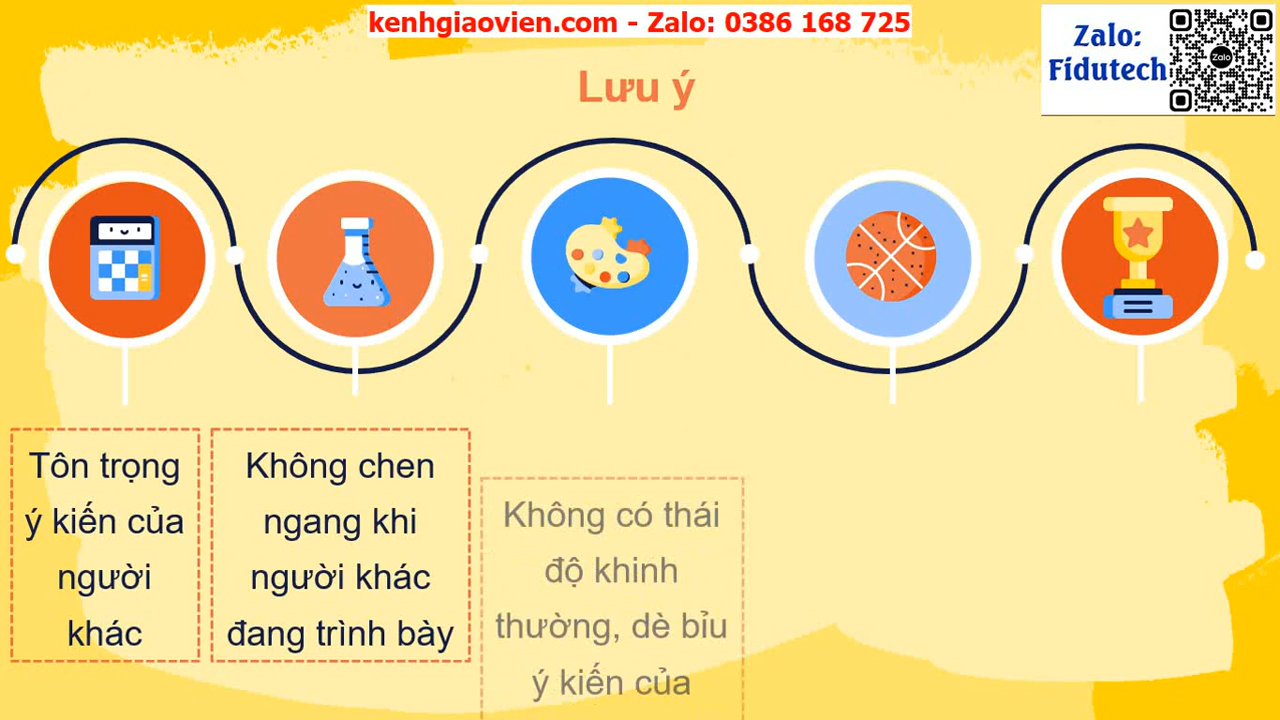 kenhgiaovien.com - Zalo: 0386 168 725
Zalo:
Fidutech
Zalo
Lưu ý
Tôn trọng
ý kiến của
người
khác
Không chen
ngang khi
người khác
đang trình bày
Không có thái
độ khinh
thường, dè bỉu
ý kiến của